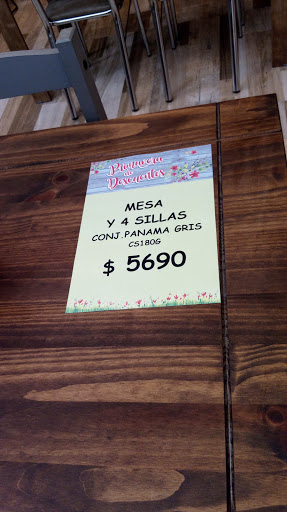 Primavera
de
Descuentos
MESA
Y 4 SILLAS
CONJ.PANAMA GRIS
CS180G
$ 5690